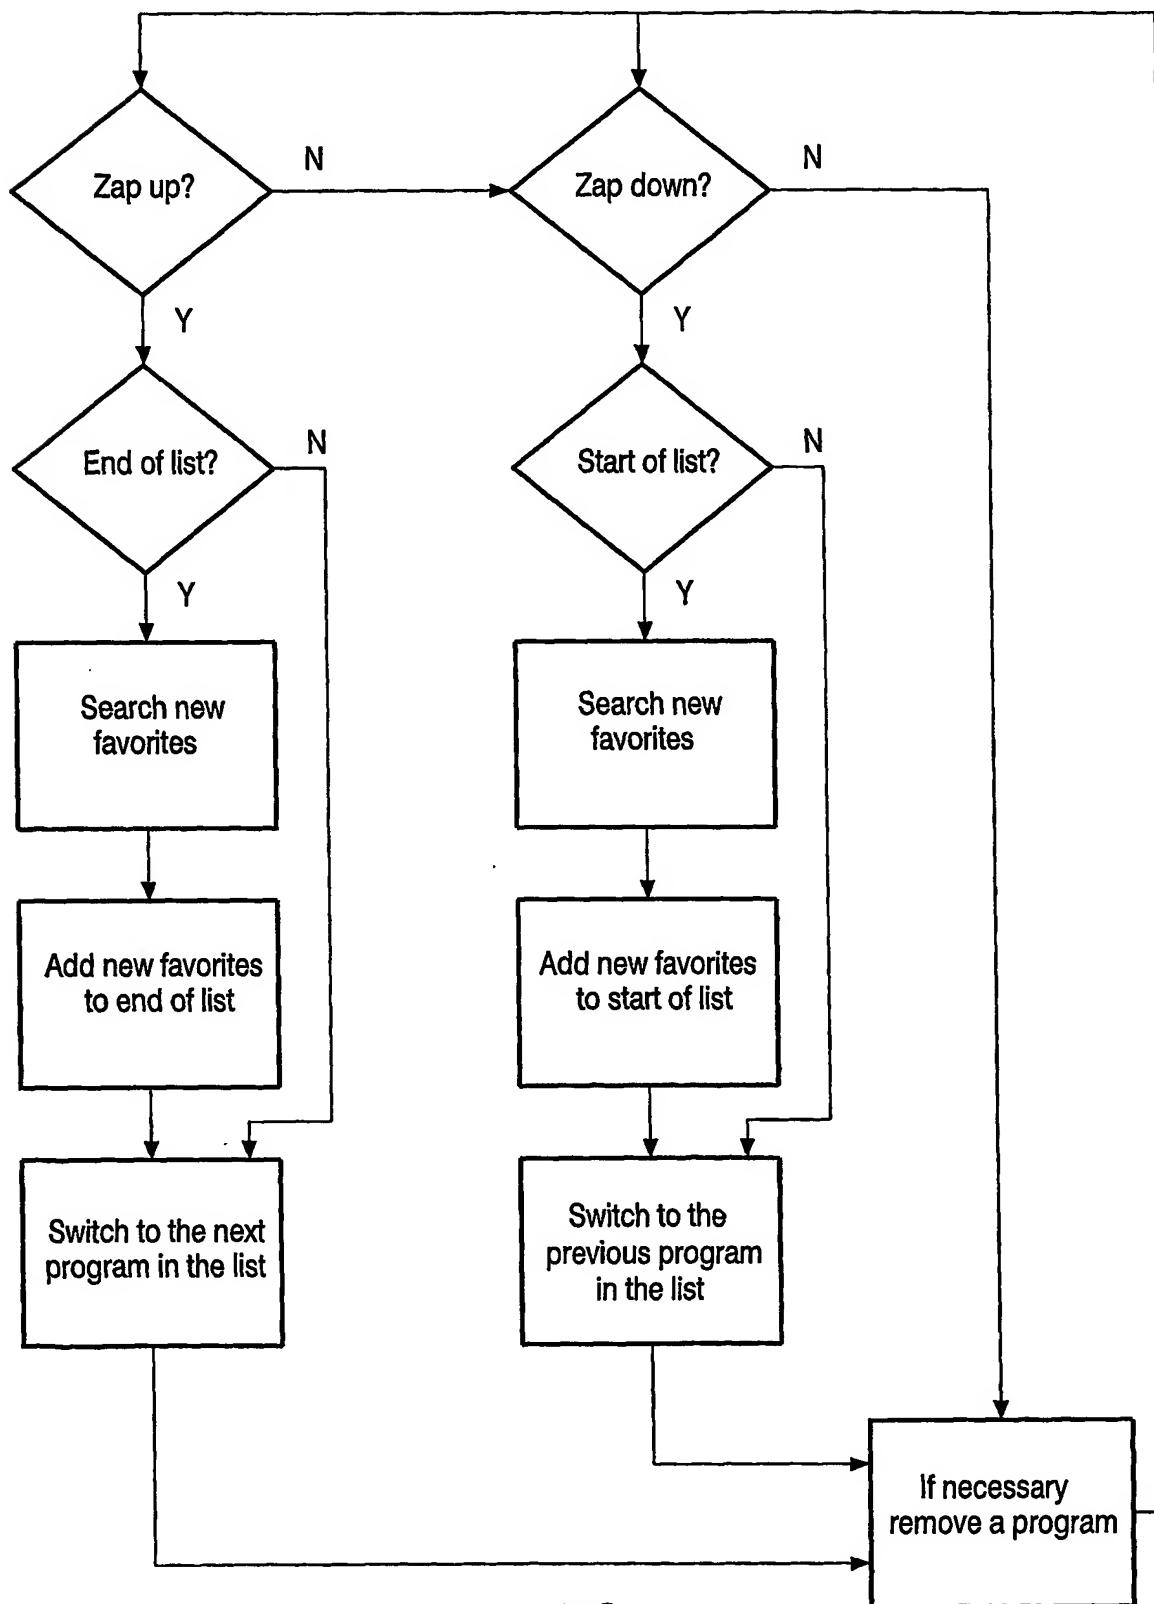 Zap up?
N
Zap down?
N
Y
Y
End of list?
N
Start of list?
N
Y
Y
Search new
favorites
Search new
favorites
Add new favorites
to end of list
Add new favorites
to start of list
Switch to the next
program in the list
Switch to the
previous program
in the list
If necessary
remove a program